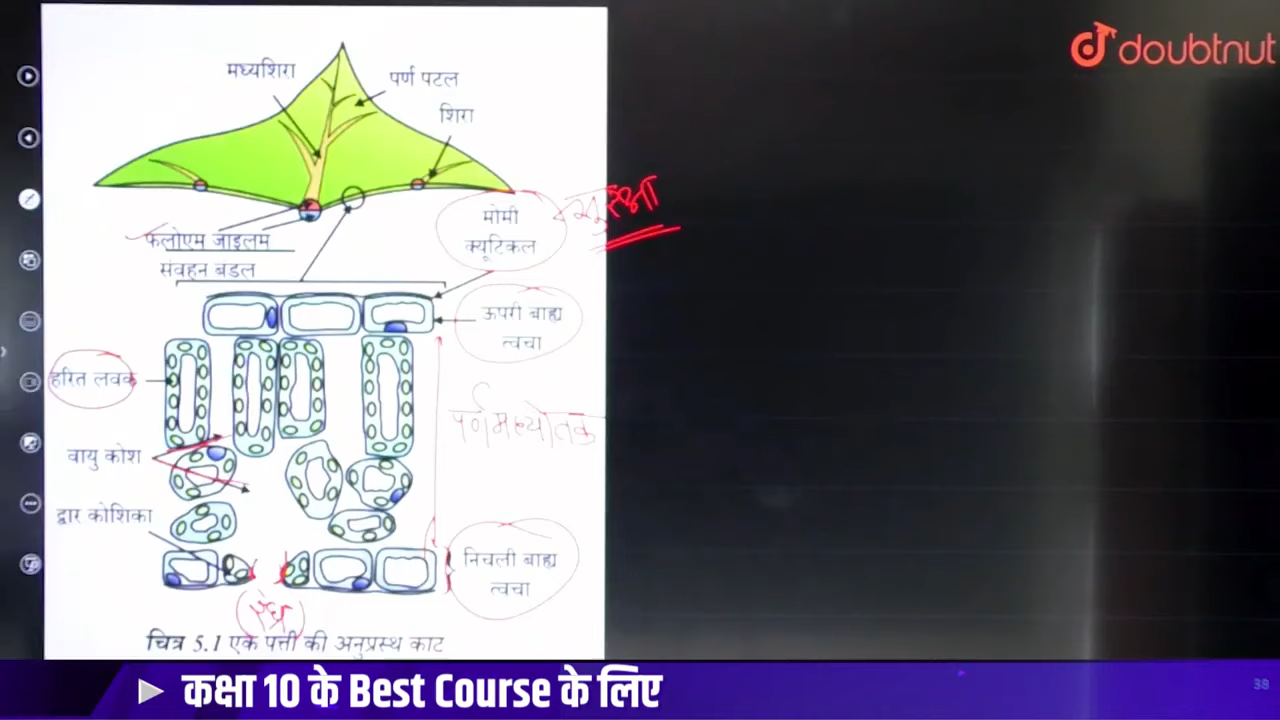 doubtnut
मध्यशिरा
पर्ण पटल
शिरा
मोमी
क्यूटिकल
सुरक्षा
फ्लोएम जाइलम
संवहन बंडल
ऊपरी बाह्य
त्वचा
हरित लवक
पर्णमध्योतक
वायु कोश
द्वार कोशिका
निचली बाह्य
त्वचा
रंध्र
चित्र 5.1 एक पत्ती की अनुप्रस्थ काट
कक्षा 10 के Best Course के लिए
38